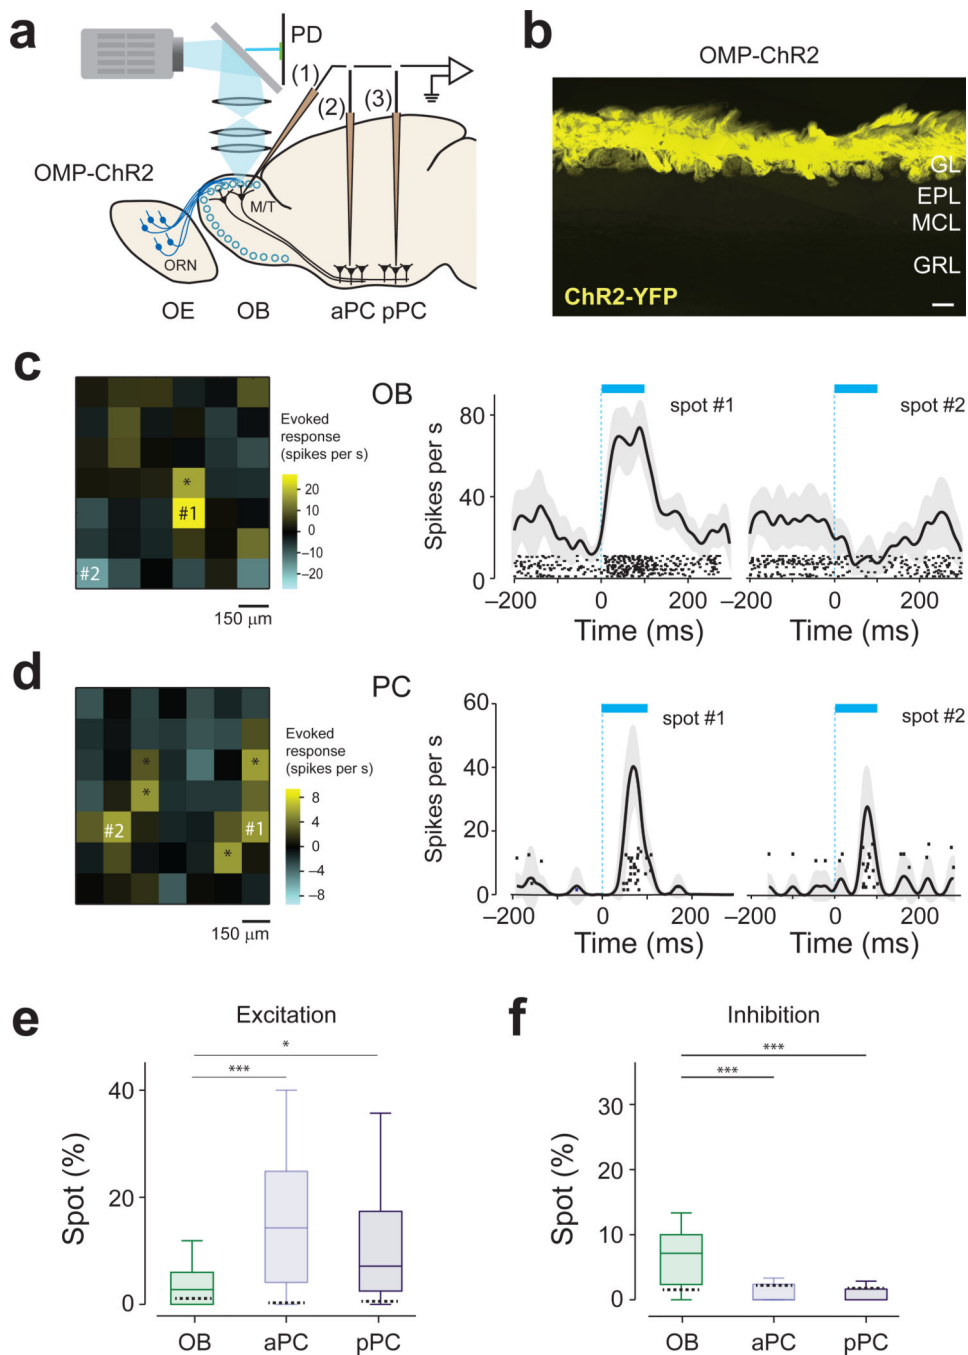 a
PD
(1)
(2)
(3)
OMP-ChR2
M/T
ORN
OE
OB
aPC pPC
b
OMP-ChR2
GL
EPL
MCL
GRL
ChR2-YFP
c
Evoked
response
(spikes per s)
20
10
0
−10
−20
*
#1
#2
150 μm
OB
Spikes per s
80
40
0
spot #1
spot #2
−200
0
200
−200
0
200
Time (ms)
Time (ms)
d
Evoked
response
(spikes per s)
8
4
0
−4
−8
*
*
*
#2
#1
*
150 μm
PC
Spikes per s
60
40
20
0
spot #1
spot #2
−200
0
200
−200
0
200
Time (ms)
Time (ms)
e
Excitation
*
***
Spot (%)
40
20
0
OB
aPC
pPC
f
Inhibition
***
***
Spot (%)
30
20
10
0
OB
aPC
pPC